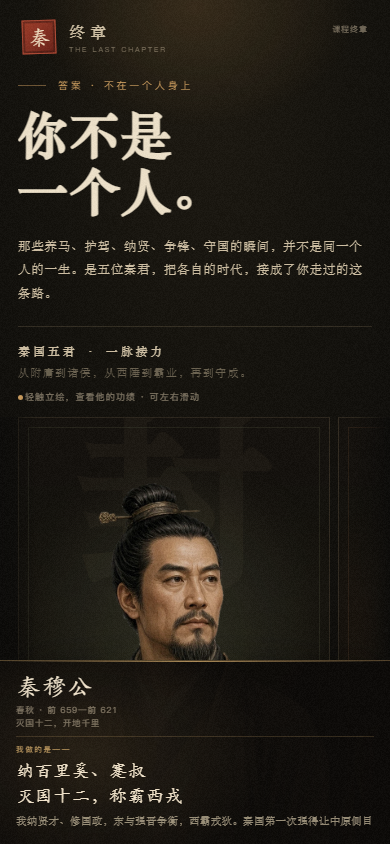 秦
终章
THE LAST CHAPTER
课程终章
答案 · 不在一个人身上
你不是
一个人。
那些养马、护驾、纳贤、争锋、守国的瞬间，并不是同一个
人的一生。是五位秦君，把各自的时代，接成了你走过的这
条路。
秦国五君 · 一脉接力
从附庸到诸侯，从西陲到霸业，再到守成。
轻触立绘，查看他的功绩 · 可左右滑动
封
秦穆公
春秋 · 前 659—前 621
灭国十二，开地千里
我做的是——
纳百里奚、蹇叔
灭国十二，称霸西戎
我纳贤才、修国政，东与强晋争衡，西霸戎狄。秦国第一次强得让中原侧目